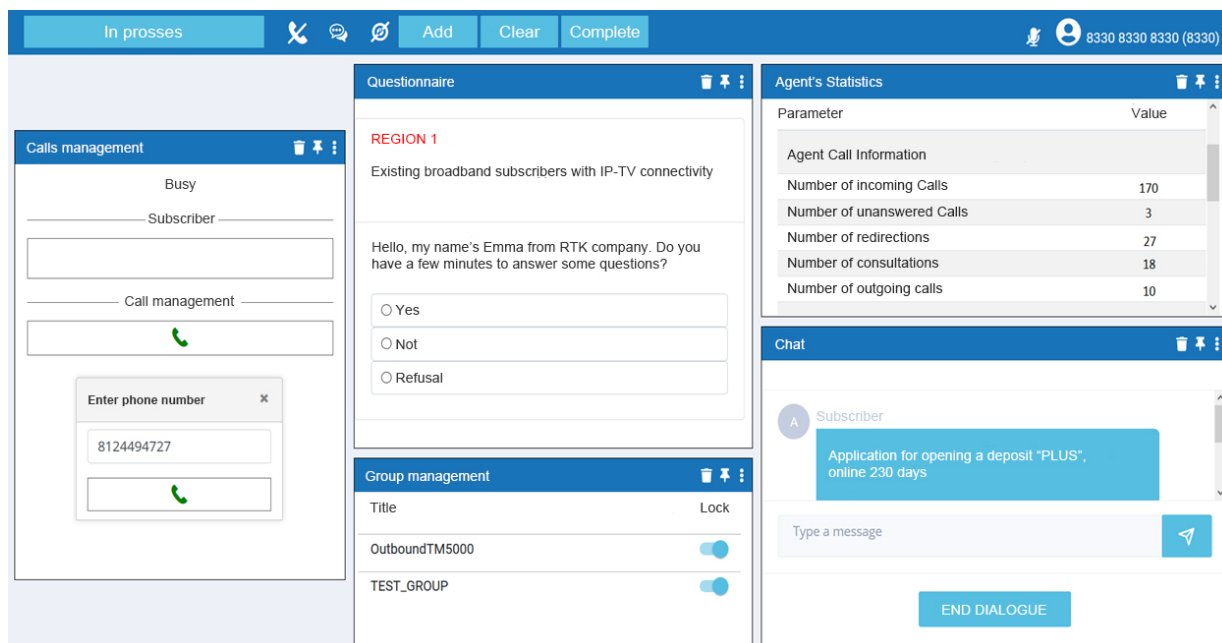 In prosses
Add
Clear
Complete
8330 8330 8330 (8330)
Calls management
Busy
Subscriber
Call management
Enter phone number
8124494727
Questionnaire
REGION 1
Existing broadband subscribers with IP-TV connectivity
Hello, my name's Emma from RTK company. Do you
have a few minutes to answer some questions?
Yes
Not
Refusal
Group management
Title Lock
OutboundTM5000
TEST_GROUP
Agent's Statistics
Parameter Value
Agent Call Information
Number of incoming Calls 170
Number of unanswered Calls 3
Number of redirections 27
Number of consultations 18
Number of outgoing calls 10
Chat
A
Subscriber
Application for opening a deposit "PLUS",
online 230 days
Type a message
END DIALOGUE